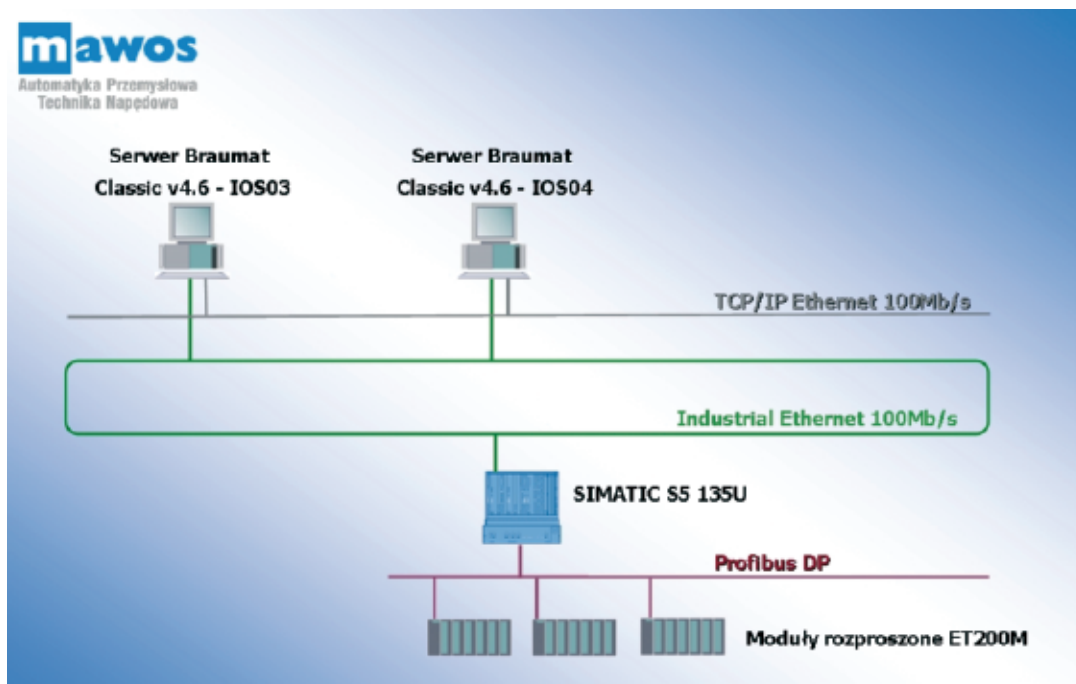 mawos
Automatyka Przemysłowa
Technika Napędowa
Serwer Braumat
Classic v4.6 - IOS03
Serwer Braumat
Classic v4.6 - IOS04
TCP/IP Ethernet 100Mb/s
Industrial Ethernet 100Mb/s
SIMATIC S5 135U
Profibus DP
Moduły rozproszone ET200M